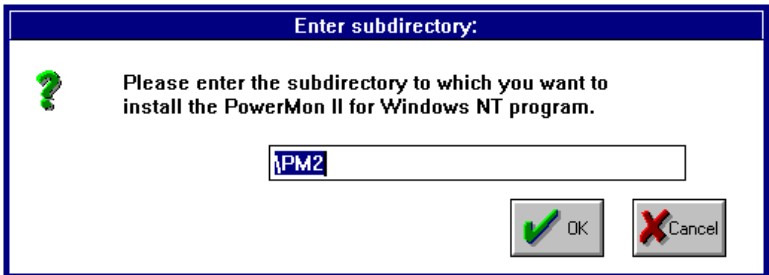 Enter subdirectory:
Please enter the subdirectory to which you want to
install the PowerMon II for Windows NT program.
\PM2
OK
Cancel